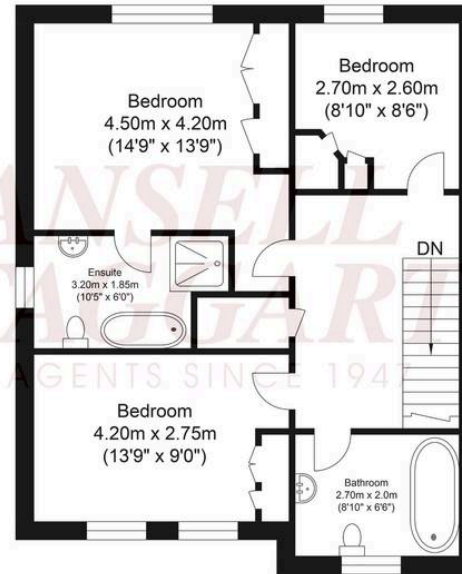 Bedroom
4.50m x 4.20m
(14'9" x 13'9")
Bedroom
2.70m x 2.60m
(8'10" x 8'6")
ANSELL
TAGGART
AGENTS SINCE 1947
DN
Ensuite
3.20m x 1.85m
(10'5" x 6'0")
Bedroom
4.20m x 2.75m
(13'9" x 9'0")
Bathroom
2.70m x 2.0m
(8'10" x 6'6")